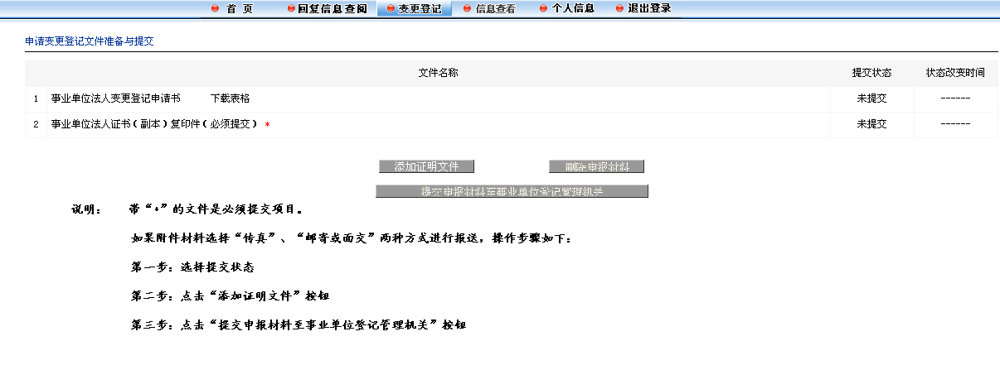 首 页 回复信息查阅 变更登记 信息查看 个人信息 退出登录
申请变更登记文件准备与提交
文件名称 提交状态 状态改变时间
1 事业单位法人变更登记申请书 下载表格 未提交 ------
2 事业单位法人证书(副本)复印件(必须提交) * 未提交 ------
添加证明文件 删除申报材料
提交申报材料至事业单位登记管理机关
说明： 带“*”的文件是必须提交项目。
如果附件材料选择“传真”、“邮寄或面交”两种方式进行报送，操作步骤如下：
第一步：选择提交状态
第二步：点击“添加证明文件”按钮
第三步：点击“提交申报材料至事业单位登记管理机关”按钮